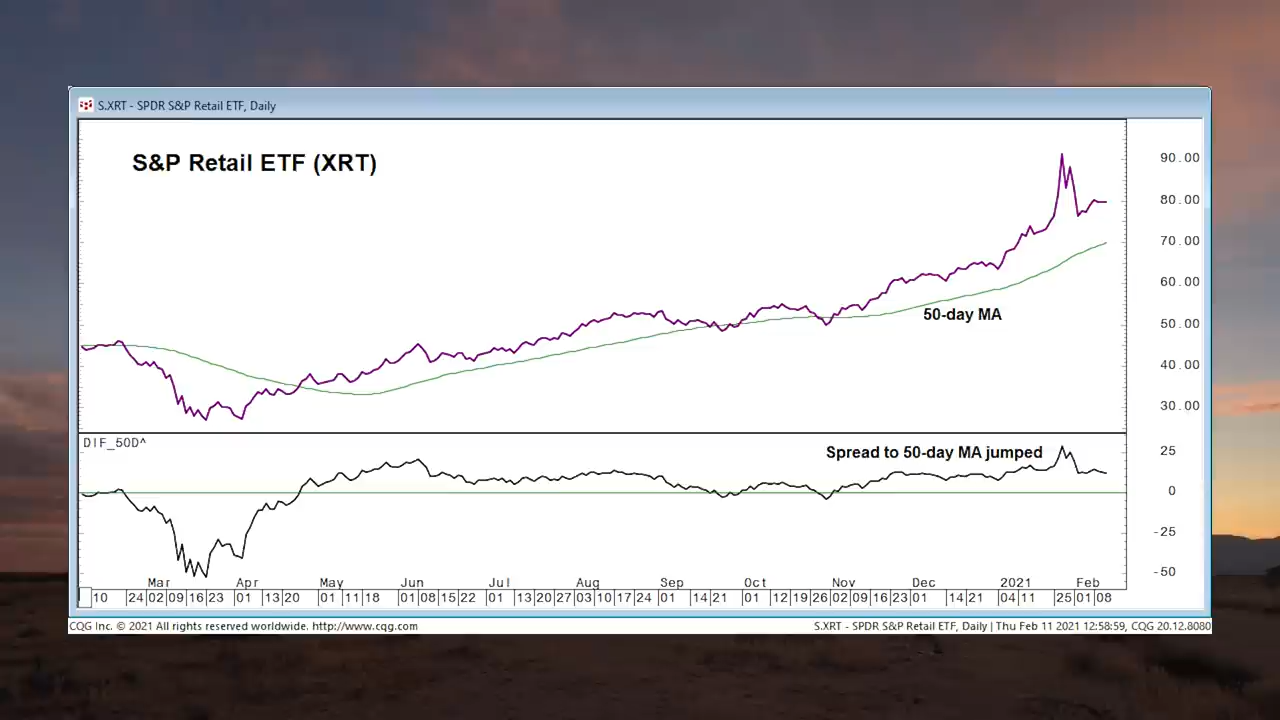 S.XRT - SPDR S&P Retail ETF, Daily
S&P Retail ETF (XRT)
90.00
80.00
70.00
60.00
50-day MA
50.00
40.00
30.00
DIF_50D^
Spread to 50-day MA jumped
25
0
-25
-50
Mar Apr May Jun Jul Aug Sep Oct Nov Dec 2021 Feb
10 24 02 09 16 23 01 13 20 01 11 18 01 08 15 22 01 13 20 27 03 10 17 24 01 14 21 01 12 19 26 02 09 16 23 01 14 21 04 11 25 01 08
CQG Inc. © 2021 All rights reserved worldwide. http://www.cqg.com
S.XRT - SPDR S&P Retail ETF, Daily | Thu Feb 11 2021 12:58:59, CQG 20.12.8080